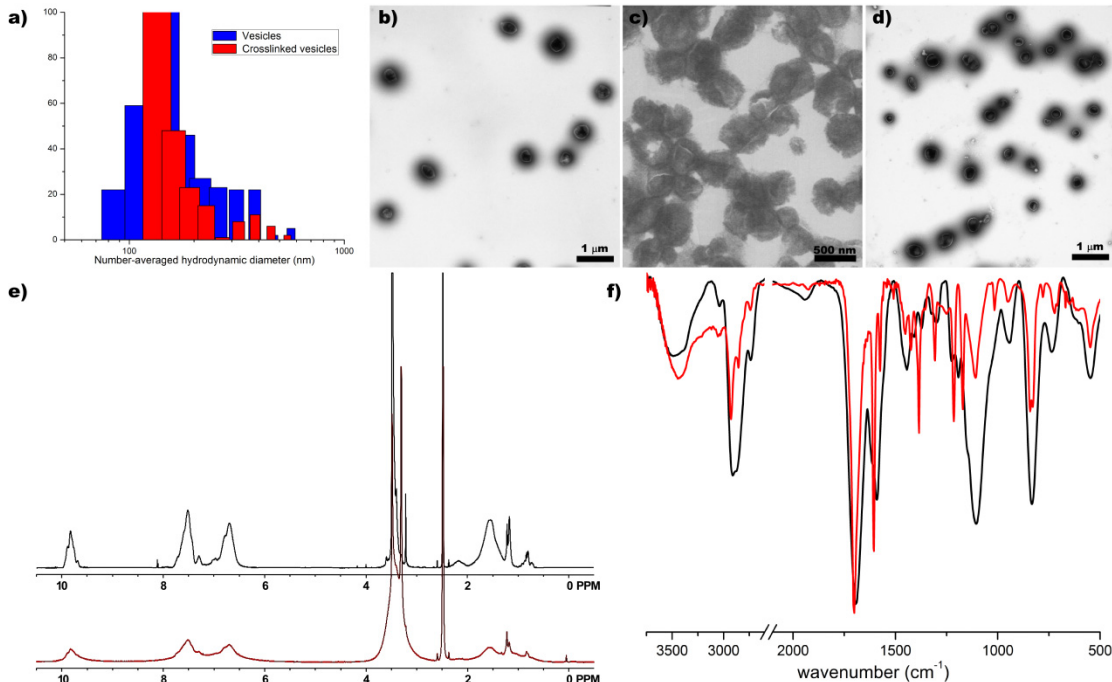 a)
100
80
60
40
20
0
Vesicles
Crosslinked vesicles
100
1000
Number-averaged hydrodynamic diameter (nm)
b)
1 µm
c)
500 nm
d)
1 µm
e)
10 8 6 4 2 0 PPM
10 8 6 4 2 0 PPM
f)
3500 3000 2000 1500 1000 500
wavenumber (cm⁻¹)